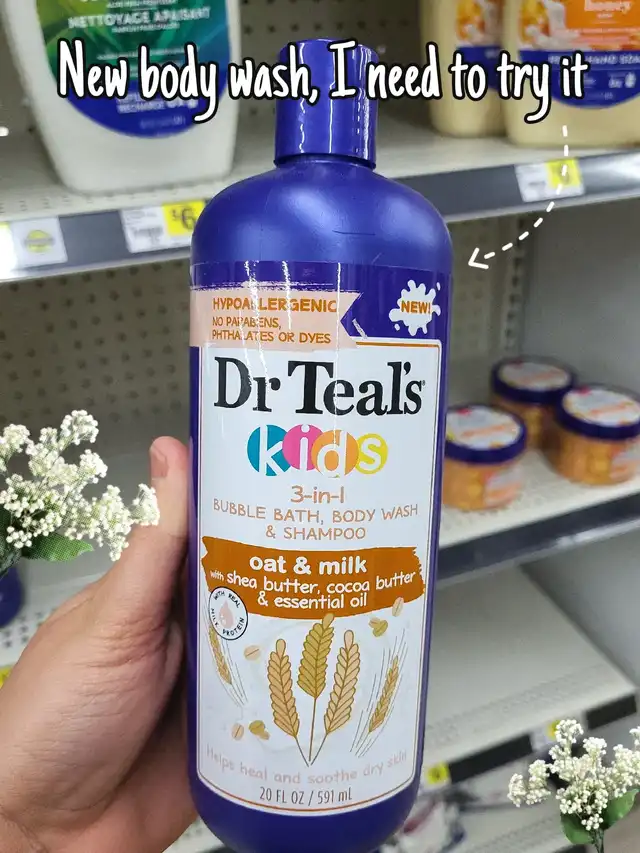 NETTOYAGE APAISANT
New body wash, I need to try it
HYPOALLERGENIC
NO PARABENS,
PHTHALATES OR DYES
NEW!
Dr Teal's
kids
3-in-1
BUBBLE BATH, BODY WASH
& SHAMPOO
oat & milk
with shea butter, cocoa butter
& essential oil
WITH REAL
MILK PROTEIN
Helps heal and soothe dry skin
20 FL OZ / 591 mL